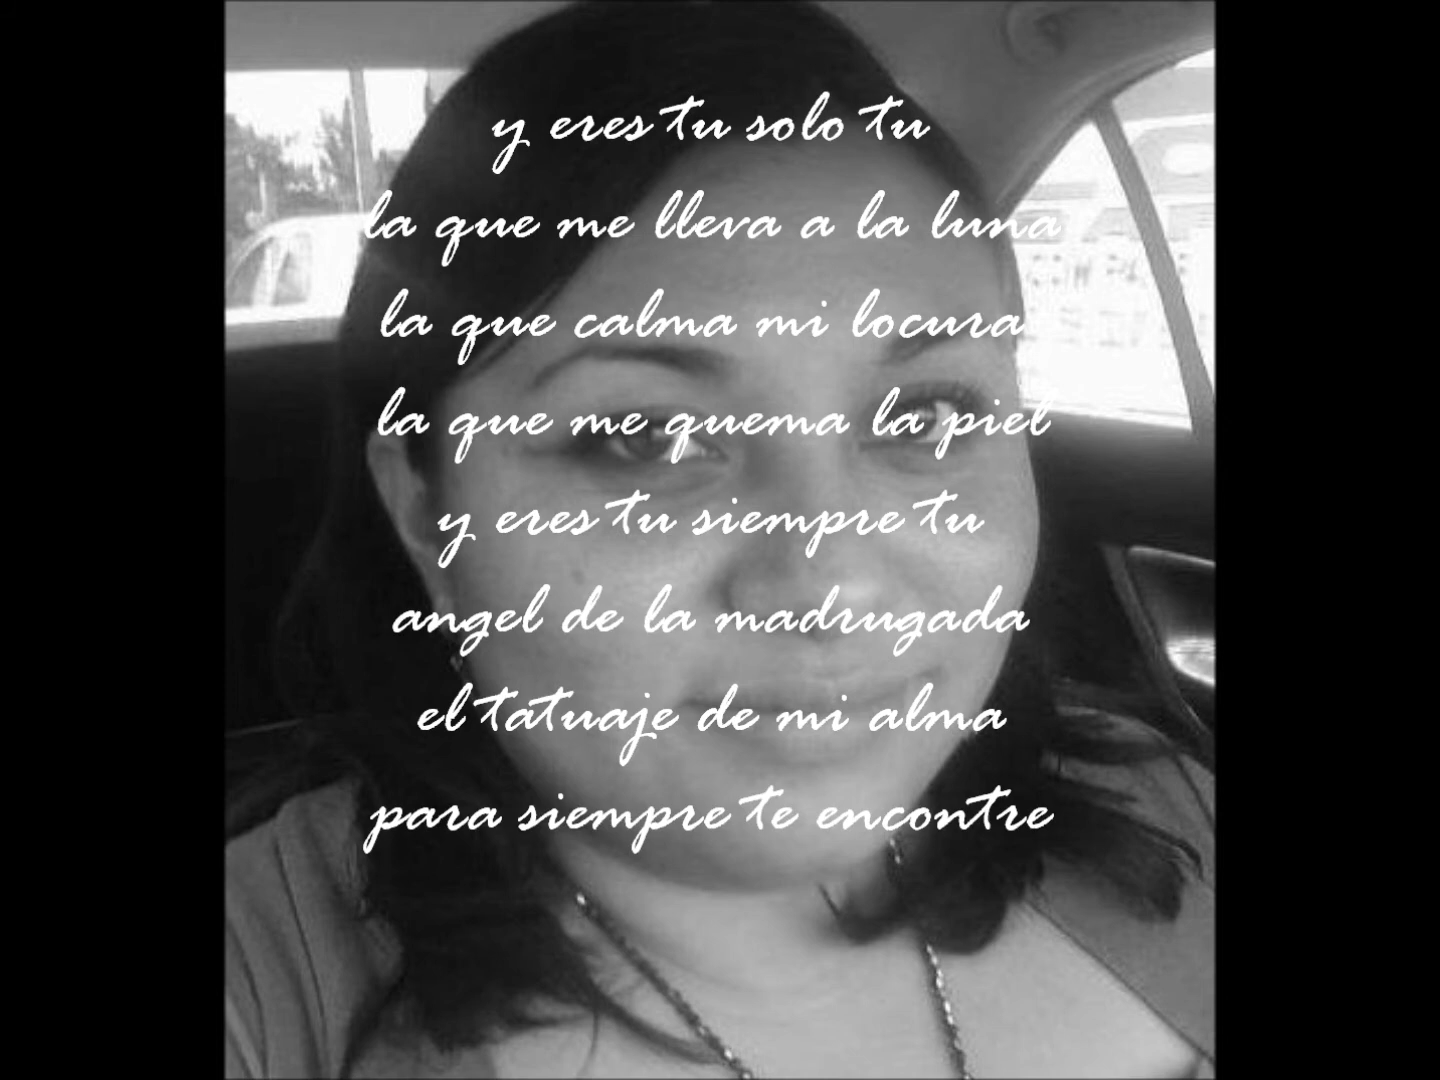 y eres tu solo tu
la que me lleva a la luna
la que calma mi locura
la que me quema la piel
y eres tu siempre tu
angel de la madrugada
el tatuaje de mi alma
para siempre te encontre